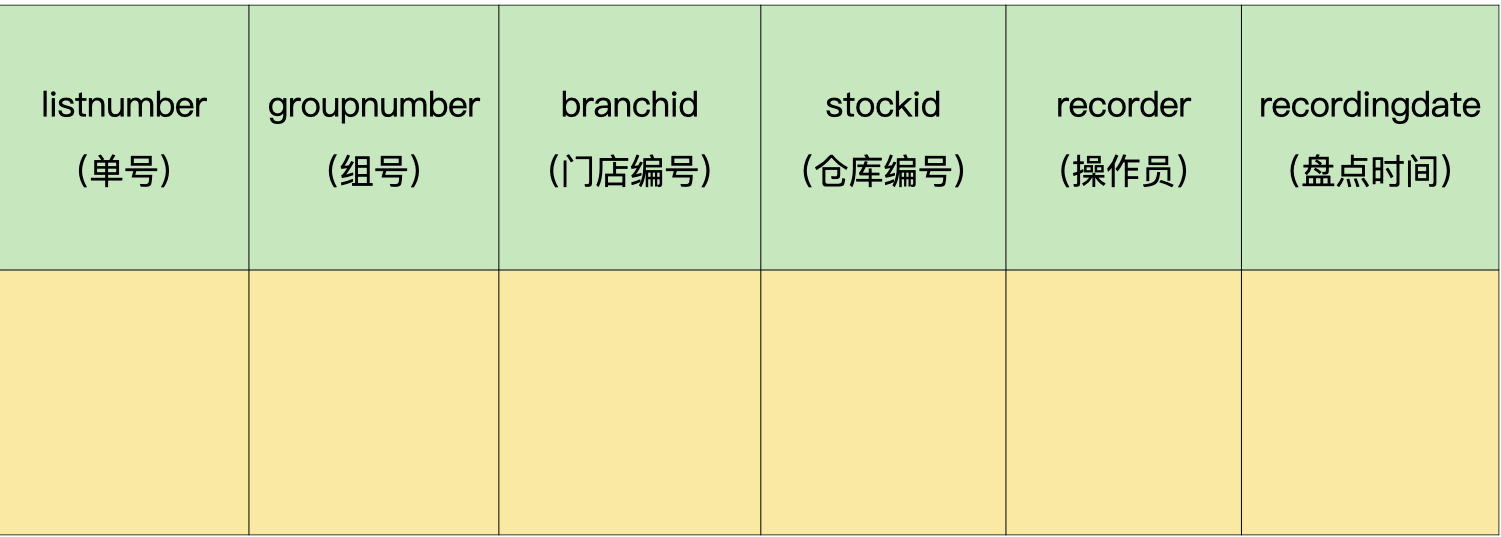 listnumber
（单号）
groupnumber
（组号）
branchid
（门店编号）
stockid
（仓库编号）
recorder
（操作员）
recordingdate
（盘点时间）